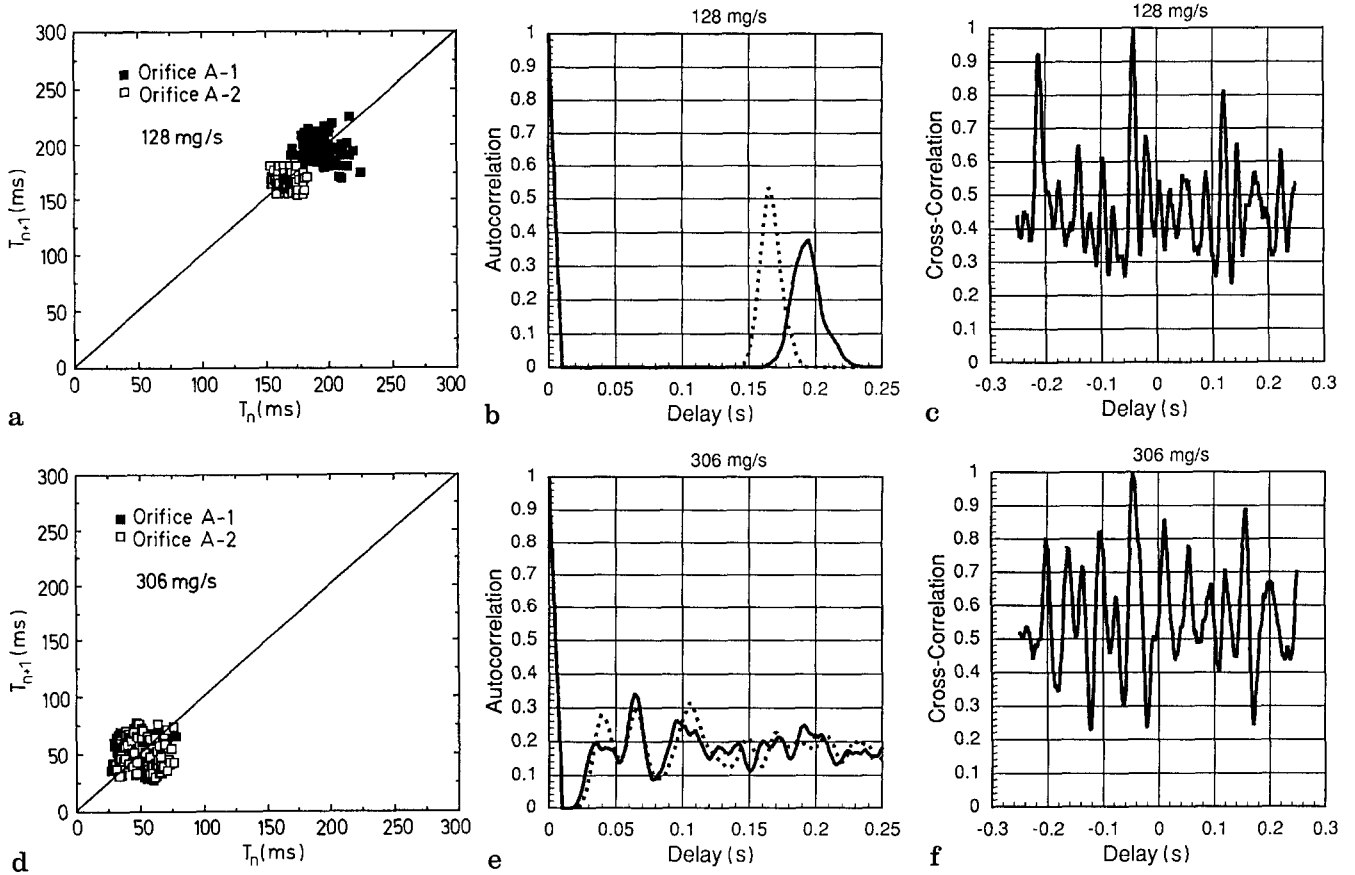 300
250
200
150
100
50
0
T_{n+1} (ms)
Orifice A-1
Orifice A-2
128 mg/s
0 50 100 150 200 250 300
T_n (ms)
a
128 mg/s
1
0.9
0.8
0.7
0.6
0.5
0.4
0.3
0.2
0.1
0
Autocorrelation
0 0.05 0.1 0.15 0.2 0.25
Delay (s)
b
128 mg/s
1
0.9
0.8
0.7
0.6
0.5
0.4
0.3
0.2
0.1
0
Cross-Correlation
-0.3 -0.2 -0.1 0 0.1 0.2 0.3
Delay (s)
c
300
250
200
150
100
50
0
T_{n+1} (ms)
Orifice A-1
Orifice A-2
306 mg/s
0 50 100 150 200 250 300
T_n (ms)
d
306 mg/s
1
0.9
0.8
0.7
0.6
0.5
0.4
0.3
0.2
0.1
0
Autocorrelation
0 0.05 0.1 0.15 0.2 0.25
Delay (s)
e
306 mg/s
1
0.9
0.8
0.7
0.6
0.5
0.4
0.3
0.2
0.1
0
Cross-Correlation
-0.3 -0.2 -0.1 0 0.1 0.2 0.3
Delay (s)
f